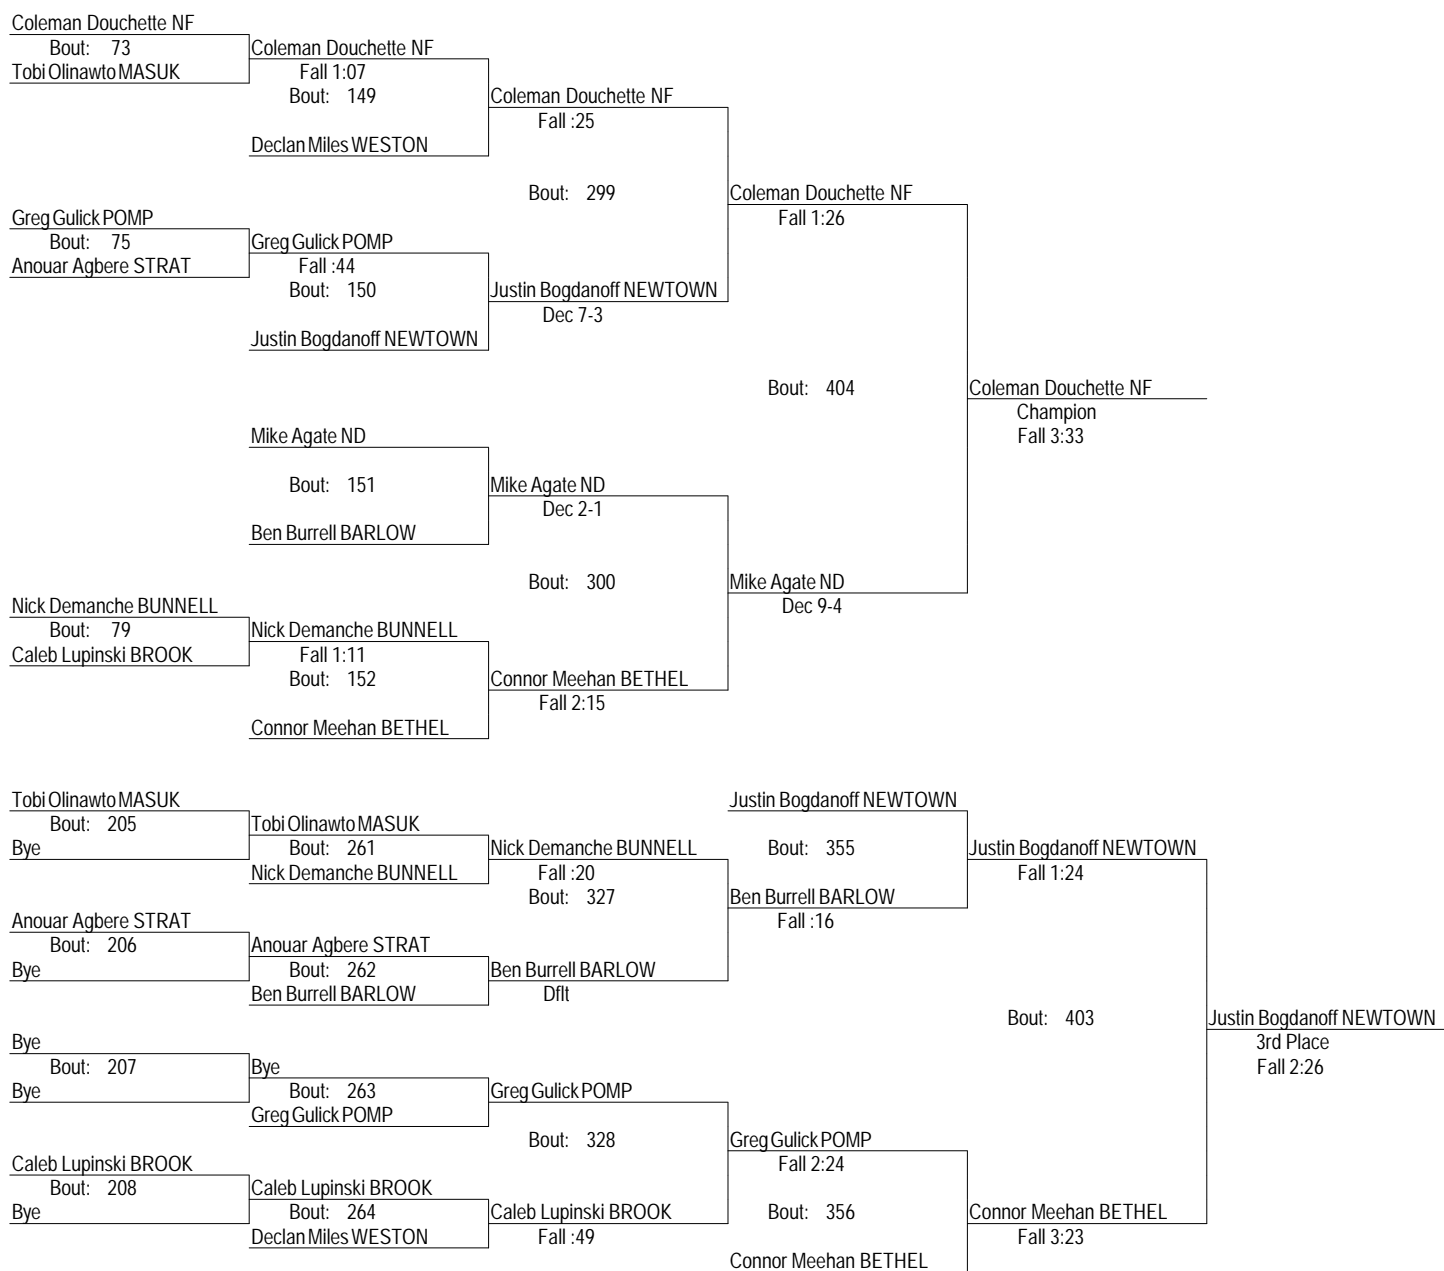 Coleman Douchette NF
Bout: 73
Coleman Douchette NF
Tobi Olinawto MASUK
Fall 1:07
Bout: 149
Coleman Douchette NF
Fall :25
Declan Miles WESTON
Bout: 299
Coleman Douchette NF
Greg Gulick POMP
Fall 1:26
Bout: 75
Greg Gulick POMP
Anouar Agbere STRAT
Fall :44
Bout: 150
Justin Bogdanoff NEWTOWN
Dec 7-3
Justin Bogdanoff NEWTOWN
Bout: 404
Coleman Douchette NF
Champion
Mike Agate ND
Fall 3:33
Bout: 151
Mike Agate ND
Dec 2-1
Ben Burrell BARLOW
Bout: 300
Mike Agate ND
Nick Demanche BUNNELL
Dec 9-4
Bout: 79
Nick Demanche BUNNELL
Caleb Lupinski BROOK
Fall 1:11
Bout: 152
Connor Meehan BETHEL
Fall 2:15
Connor Meehan BETHEL
Tobi Olinawto MASUK
Justin Bogdanoff NEWTOWN
Bout: 205
Tobi Olinawto MASUK
Bye
Bout: 261
Nick Demanche BUNNELL
Bout: 355
Justin Bogdanoff NEWTOWN
Nick Demanche BUNNELL
Fall :20
Fall 1:24
Bout: 327
Ben Burrell BARLOW
Anouar Agbere STRAT
Fall :16
Bout: 206
Anouar Agbere STRAT
Bye
Bout: 262
Ben Burrell BARLOW
Ben Burrell BARLOW
Dflt
Bout: 403
Justin Bogdanoff NEWTOWN
Bye
3rd Place
Bout: 207
Bye
Fall 2:26
Bye
Bout: 263
Greg Gulick POMP
Greg Gulick POMP
Bout: 328
Greg Gulick POMP
Caleb Lupinski BROOK
Fall 2:24
Bout: 208
Caleb Lupinski BROOK
Bye
Bout: 264
Caleb Lupinski BROOK
Bout: 356
Connor Meehan BETHEL
Declan Miles WESTON
Fall :49
Fall 3:23
Connor Meehan BETHEL